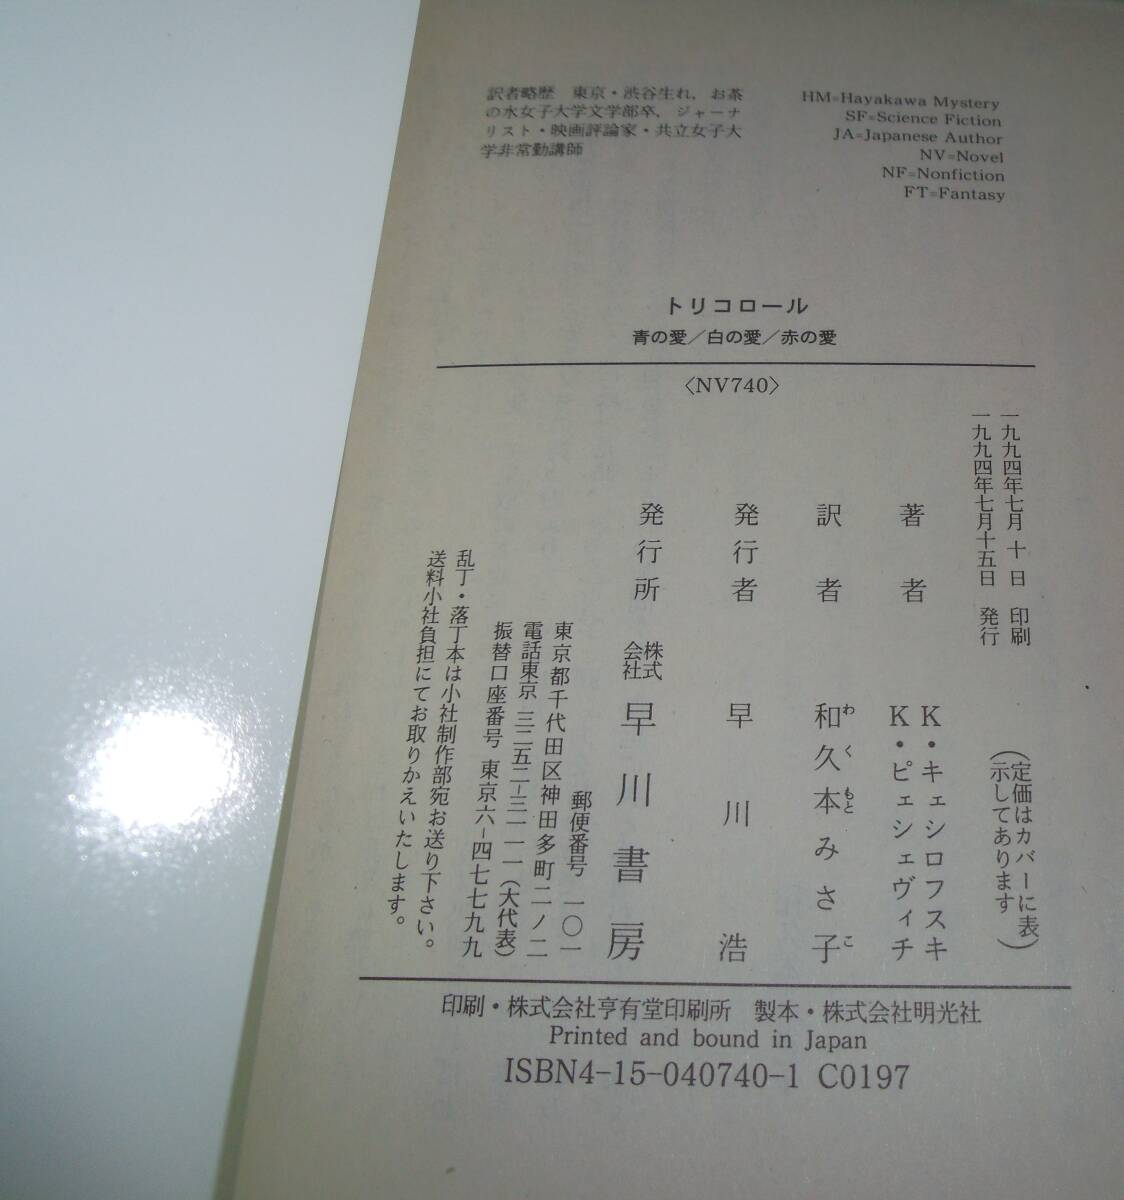 訳者略歴　東京・渋谷生れ，お茶
の水女子大学文学部卒，ジャーナ
リスト・映画評論家・共立女子大
学非常勤講師
HM=Hayakawa Mystery
SF=Science Fiction
JA=Japanese Author
NV=Novel
NF=Nonfiction
FT=Fantasy
トリコロール
青の愛／白の愛／赤の愛
〈NV740〉
一九九四年七月　十　日　印刷
一九九四年七月十五日　発行
（定価はカバーに表
示してあります）
著者　K・キェシロフスキ
K・ピェシェヴィチ
訳者　和久本みさ子
わくもとこ
発行者　早川　浩
発行所　株式会社　早川書房
郵便番号　一〇一
東京都千代田区神田多町二ノ二
電話東京　三二五二-三一一一（大代表）
振替口座番号　東京六-四七七九九
乱丁・落丁本は小社制作部宛お送り下さい。
送料小社負担にてお取りかえいたします。
印刷・株式会社亨有堂印刷所　製本・株式会社明光社
Printed and bound in Japan
ISBN4-15-040740-1 C0197